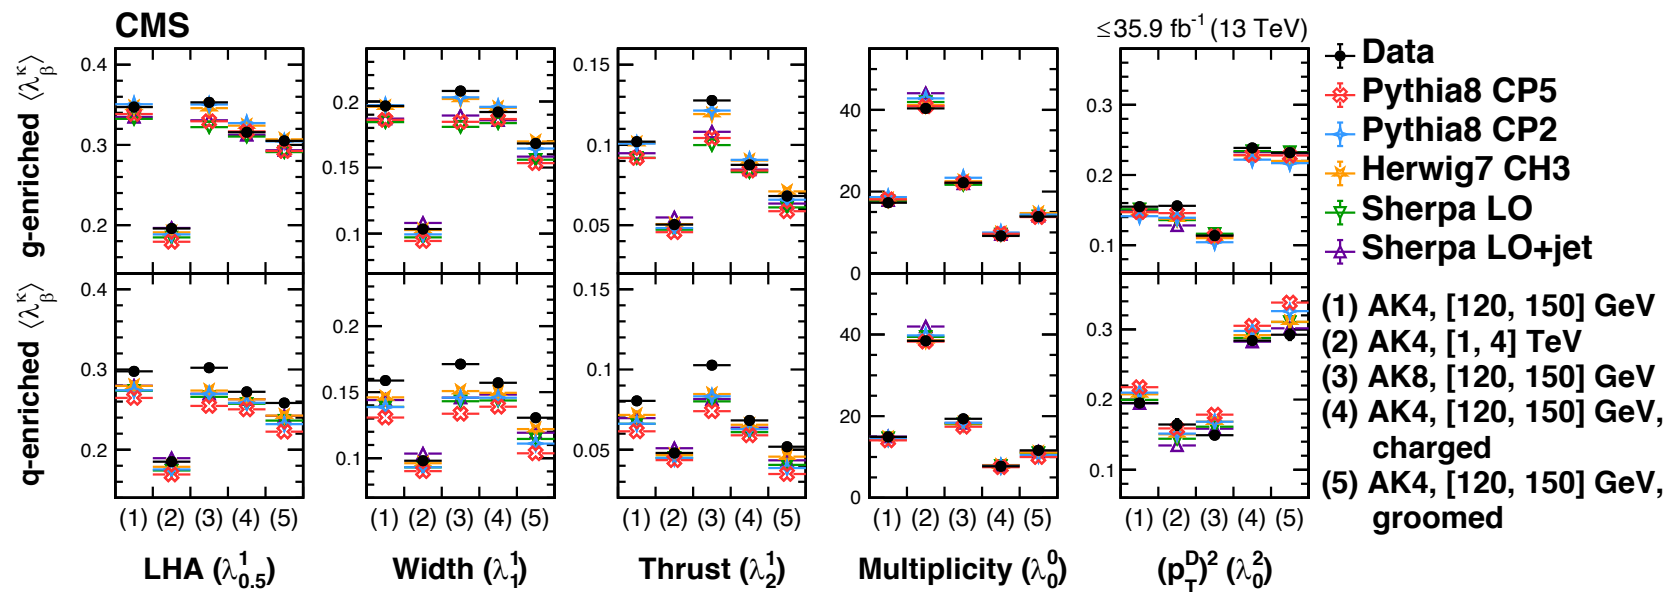 CMS
≤35.9 fb⁻¹ (13 TeV)
g-enriched ⟨λ^κ_β⟩
0.4
0.3
0.2
0.2
0.15
0.1
0.15
0.1
0.05
40
20
0
0.3
0.2
0.1
q-enriched ⟨λ^κ_β⟩
0.4
0.3
0.2
0.2
0.15
0.1
0.15
0.1
0.05
40
20
0
0.3
0.2
0.1
(1) (2) (3) (4) (5)
(1) (2) (3) (4) (5)
(1) (2) (3) (4) (5)
(1) (2) (3) (4) (5)
(1) (2) (3) (4) (5)
LHA (λ^1_0.5)
Width (λ^1_1)
Thrust (λ^1_2)
Multiplicity (λ^0_0)
(p_T^D)² (λ^2_0)
Data
Pythia8 CP5
Pythia8 CP2
Herwig7 CH3
Sherpa LO
Sherpa LO+jet
(1) AK4, [120, 150] GeV
(2) AK4, [1, 4] TeV
(3) AK8, [120, 150] GeV
(4) AK4, [120, 150] GeV,
charged
(5) AK4, [120, 150] GeV,
groomed